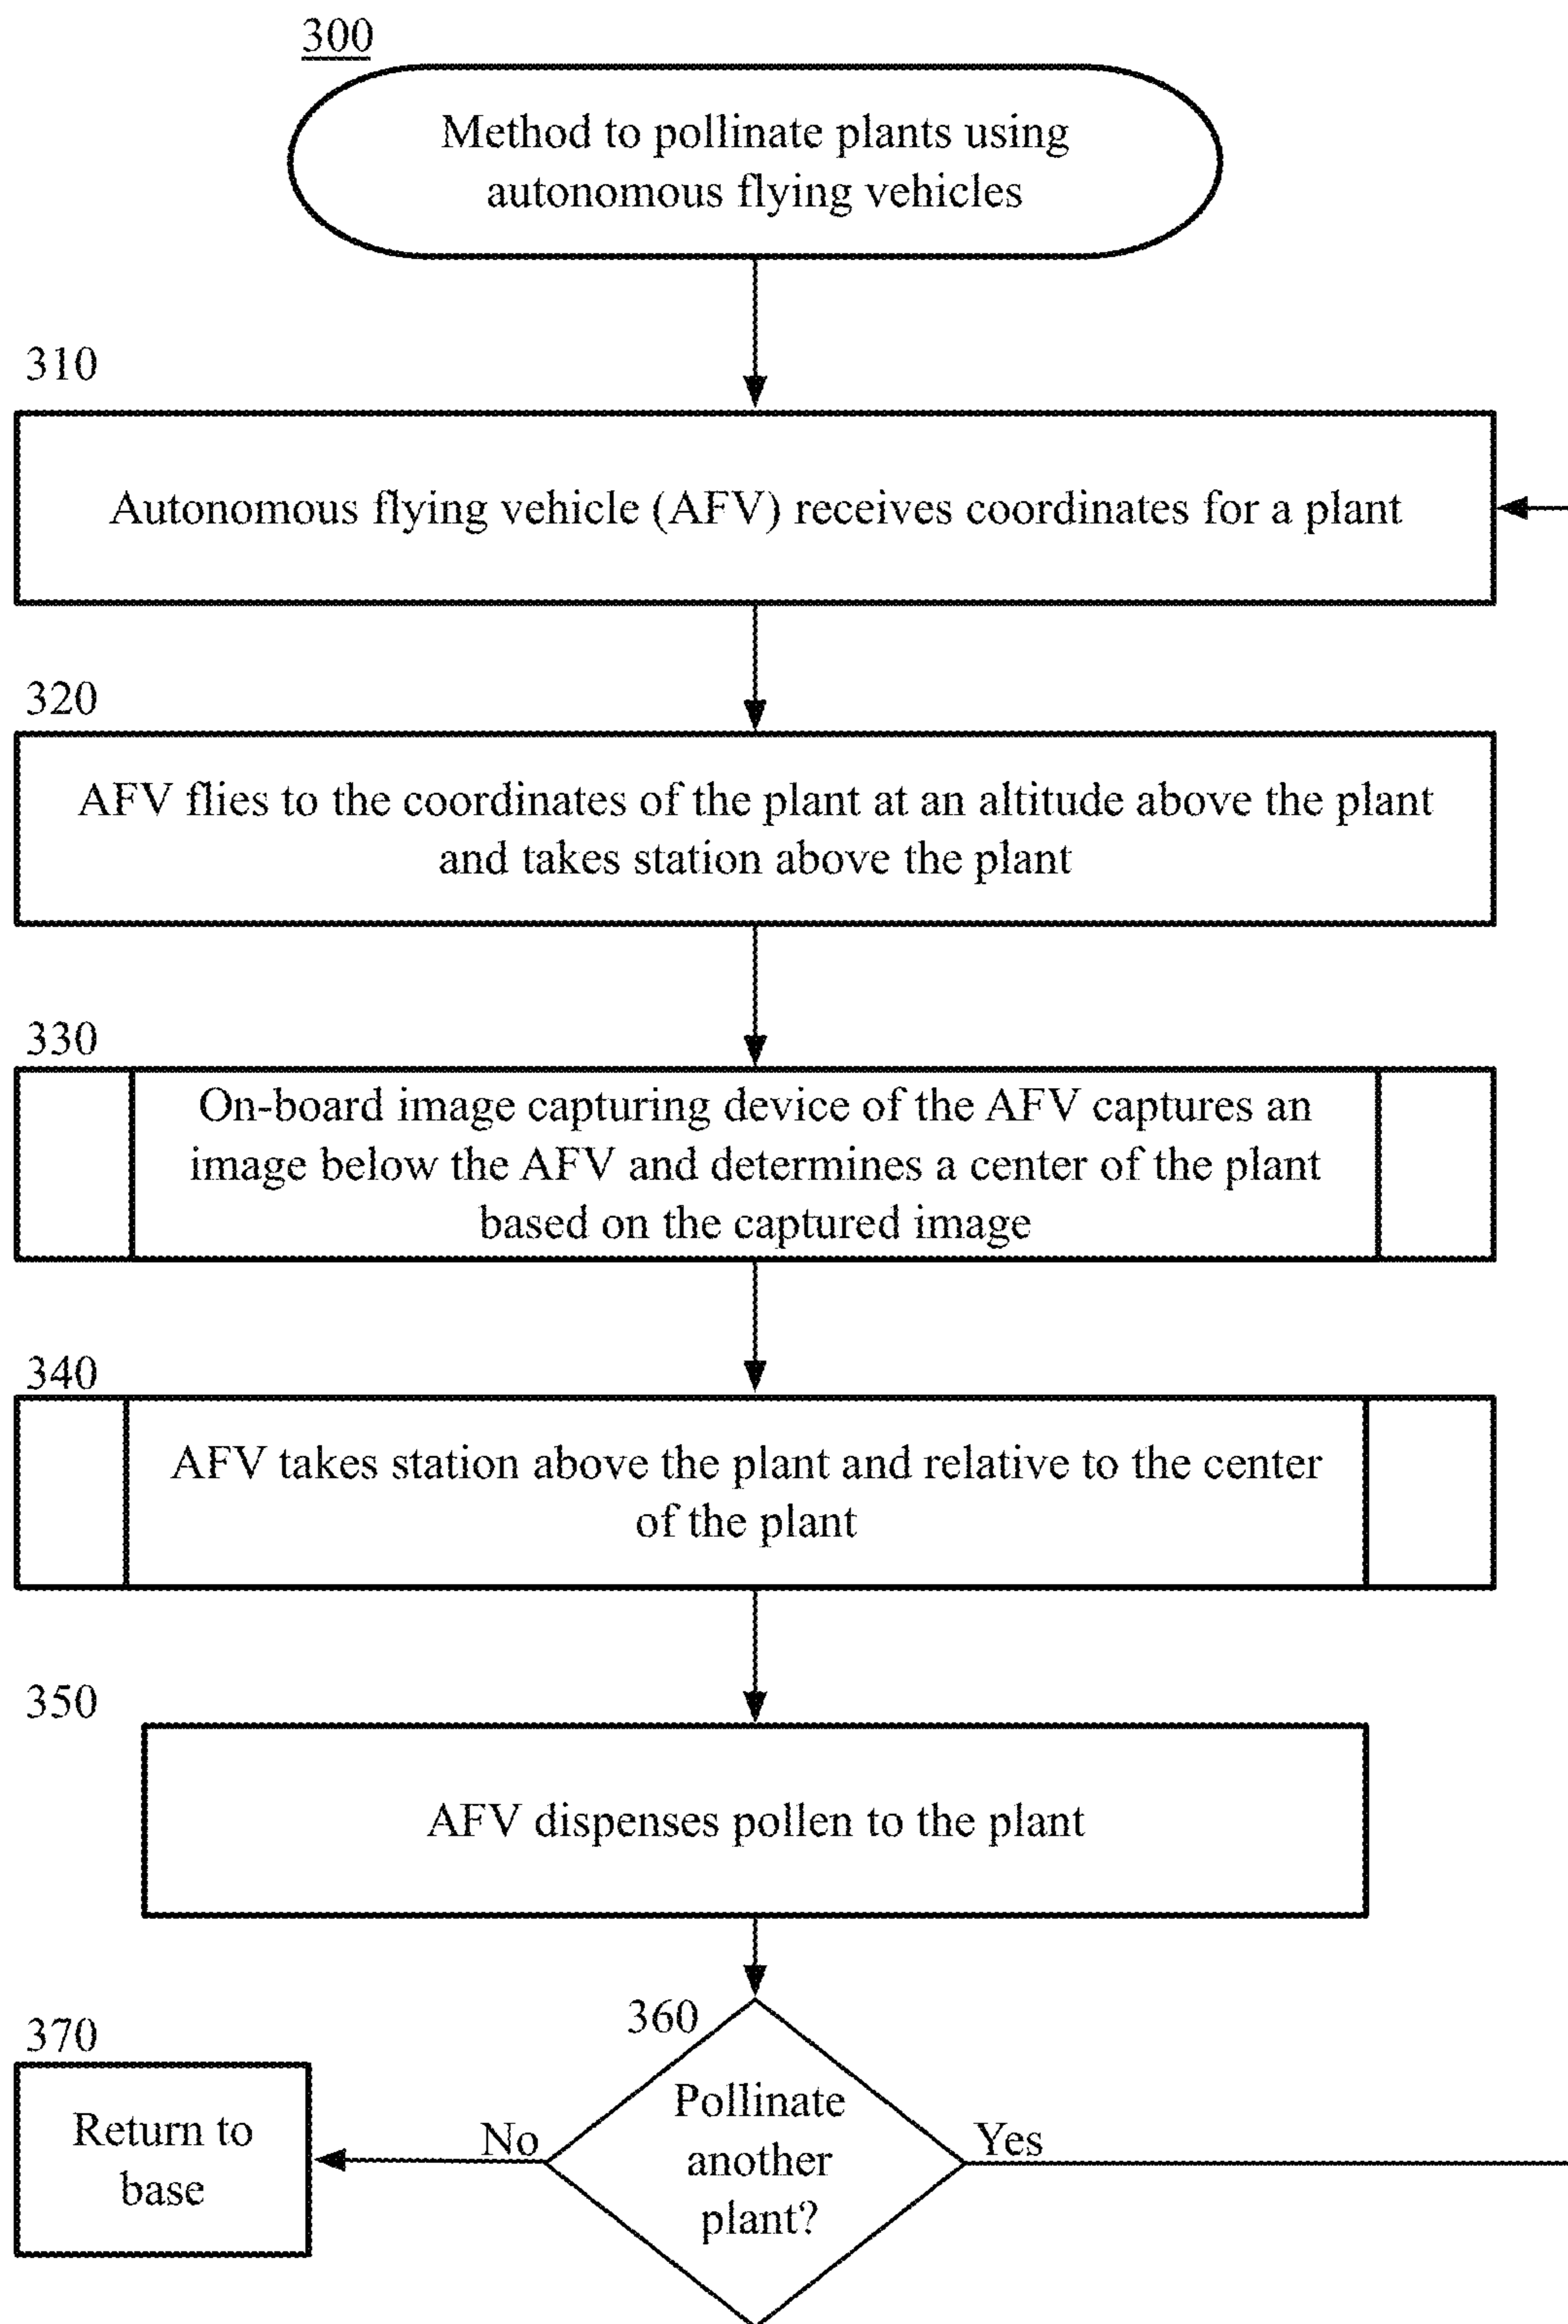 300
Method to pollinate plants using
autonomous flying vehicles
310
Autonomous flying vehicle (AFV) receives coordinates for a plant
320
AFV flies to the coordinates of the plant at an altitude above the plant
and takes station above the plant
330
On-board image capturing device of the AFV captures an
image below the AFV and determines a center of the plant
based on the captured image
340
AFV takes station above the plant and relative to the center
of the plant
350
AFV dispenses pollen to the plant
360
Pollinate
another
plant?
Yes
No
370
Return to
base